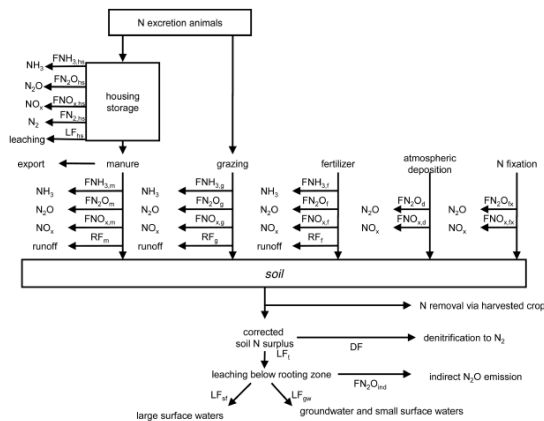 N excretion animals
NH3 FNH3,hs
N2O FN2Ohs
NOx FNOx,hs
N2 FN2,hs
leaching LFhs
housing
storage
export manure grazing fertilizer atmospheric deposition N fixation
NH3 FNH3,m NH3 FNH3,g NH3 FNH3,f
N2O FN2Om N2O FN2Og N2O FN2Of N2O FN2Od N2O FN2Ofx
NOx FNOx,m NOx FNOx,g NOx FNOx,f NOx FNOx,d NOx FNOx,fx
runoff RFm runoff RFg runoff RFf
soil
N removal via harvested crop
corrected
soil N surplus DF denitrification to N2
LFt
leaching below rooting zone FN2Oind indirect N2O emission
LFsf LFgw
large surface waters groundwater and small surface waters